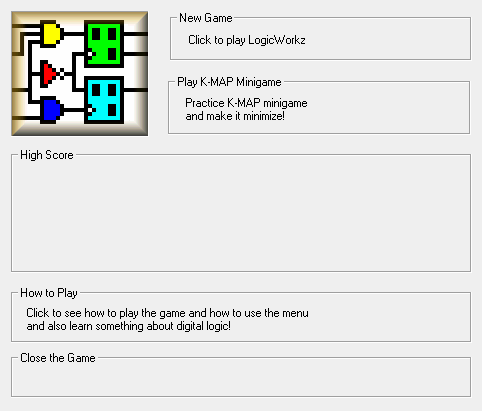 New Game
Click to play LogicWorkz
Play K-MAP Minigame
Practice K-MAP minigame
and make it minimize!
High Score
How to Play
Click to see how to play the game and how to use the menu
and also learn something about digital logic!
Close the Game